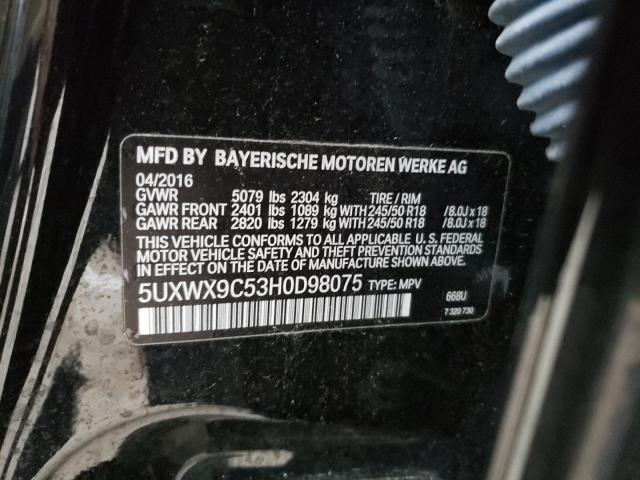 MFD BY BAYERISCHE MOTOREN WERKE AG
04/2016
GVWR 5079 lbs 2304 kg TIRE / RIM
GAWR FRONT 2401 lbs 1089 kg WITH 245/50 R18 / 8.0J x 18
GAWR REAR 2820 lbs 1279 kg WITH 245/50 R18 / 8.0J x 18
THIS VEHICLE CONFORMS TO ALL APPLICABLE U. S. FEDERAL
MOTOR VEHICLE SAFETY AND THEFT PREVENTION STANDARDS
IN EFFECT ON THE DATE OF MANUFACTURE SHOWN ABOVE.
5UXWX9C53H0D98075 TYPE: MPV 668U
7 320 730